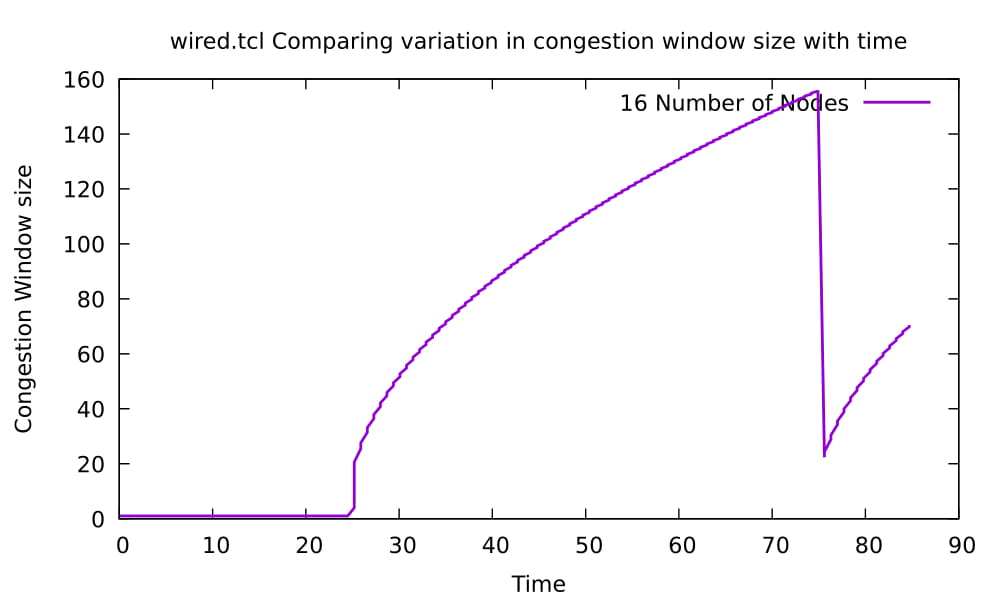 wired.tcl Comparing variation in congestion window size with time
160
140
120
100
80
60
40
20
0
Congestion Window size
16 Number of Nodes
0 10 20 30 40 50 60 70 80 90
Time